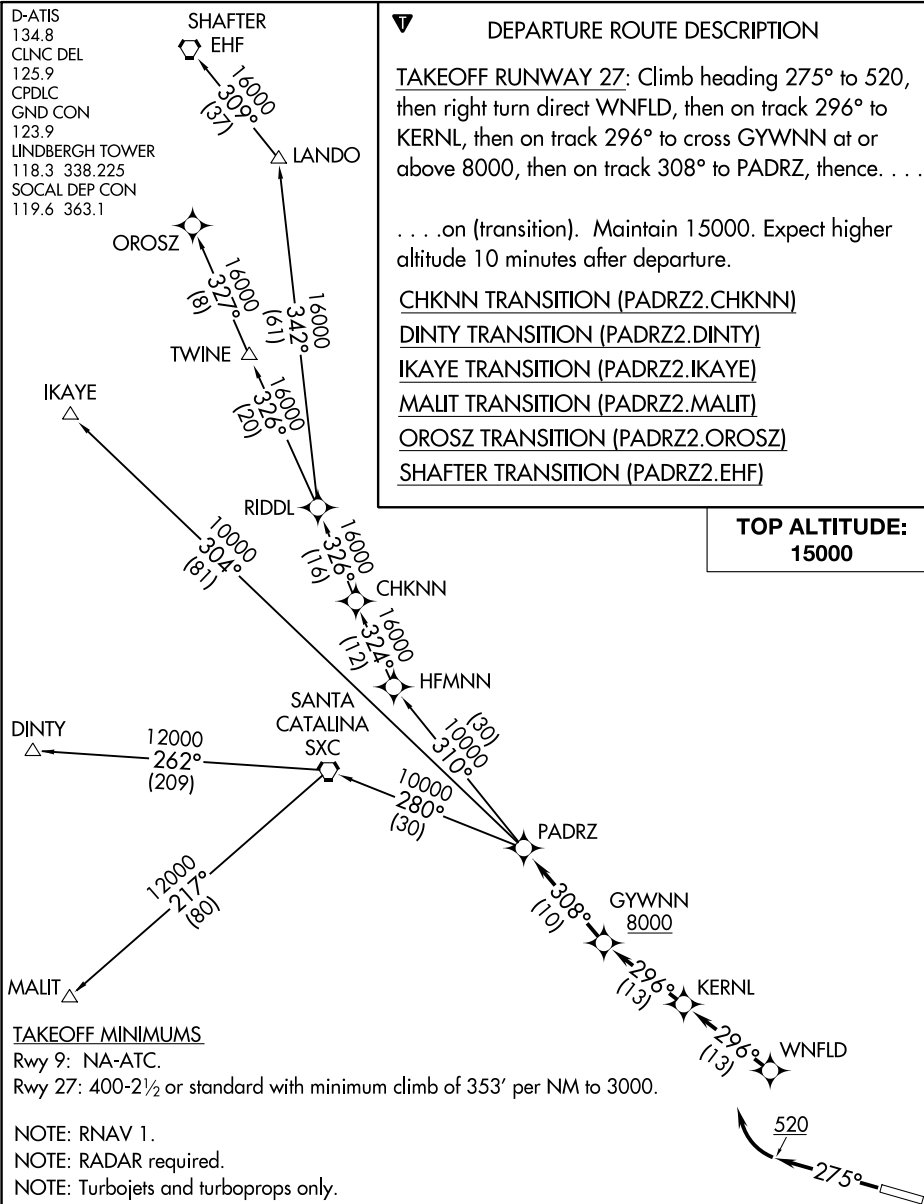 D-ATIS
134.8
CLNC DEL
125.9
CPDLC
GND CON
123.9
LINDBERGH TOWER
118.3 338.225
SOCAL DEP CON
119.6 363.1
SHAFTER
EHF
16000
309°
(37)
LANDO
OROSZ
16000
327°
(8)
16000
342°
(61)
TWINE
16000
326°
(20)
IKAYE
RIDDL
10000
304°
(81)
16000
326°
(16)
CHKNN
16000
324°
(12)
HFMNN
(30)
10000
310°
SANTA
CATALINA
SXC
DINTY
12000
262°
(209)
10000
280°
(30)
PADRZ
12000
217°
(80)
MALIT
308°
(10)
GYWNN
8000
296°
(13)
KERNL
296°
(13)
WNFLD
520
275°
T
DEPARTURE ROUTE DESCRIPTION
TAKEOFF RUNWAY 27: Climb heading 275° to 520,
then right turn direct WNFLD, then on track 296° to
KERNL, then on track 296° to cross GYWNN at or
above 8000, then on track 308° to PADRZ, thence. . . .
. . . .on (transition). Maintain 15000. Expect higher
altitude 10 minutes after departure.
CHKNN TRANSITION (PADRZ2.CHKNN)
DINTY TRANSITION (PADRZ2.DINTY)
IKAYE TRANSITION (PADRZ2.IKAYE)
MALIT TRANSITION (PADRZ2.MALIT)
OROSZ TRANSITION (PADRZ2.OROSZ)
SHAFTER TRANSITION (PADRZ2.EHF)
TOP ALTITUDE:
15000
TAKEOFF MINIMUMS
Rwy 9: NA-ATC.
Rwy 27: 400-2½ or standard with minimum climb of 353' per NM to 3000.
NOTE: RNAV 1.
NOTE: RADAR required.
NOTE: Turbojets and turboprops only.